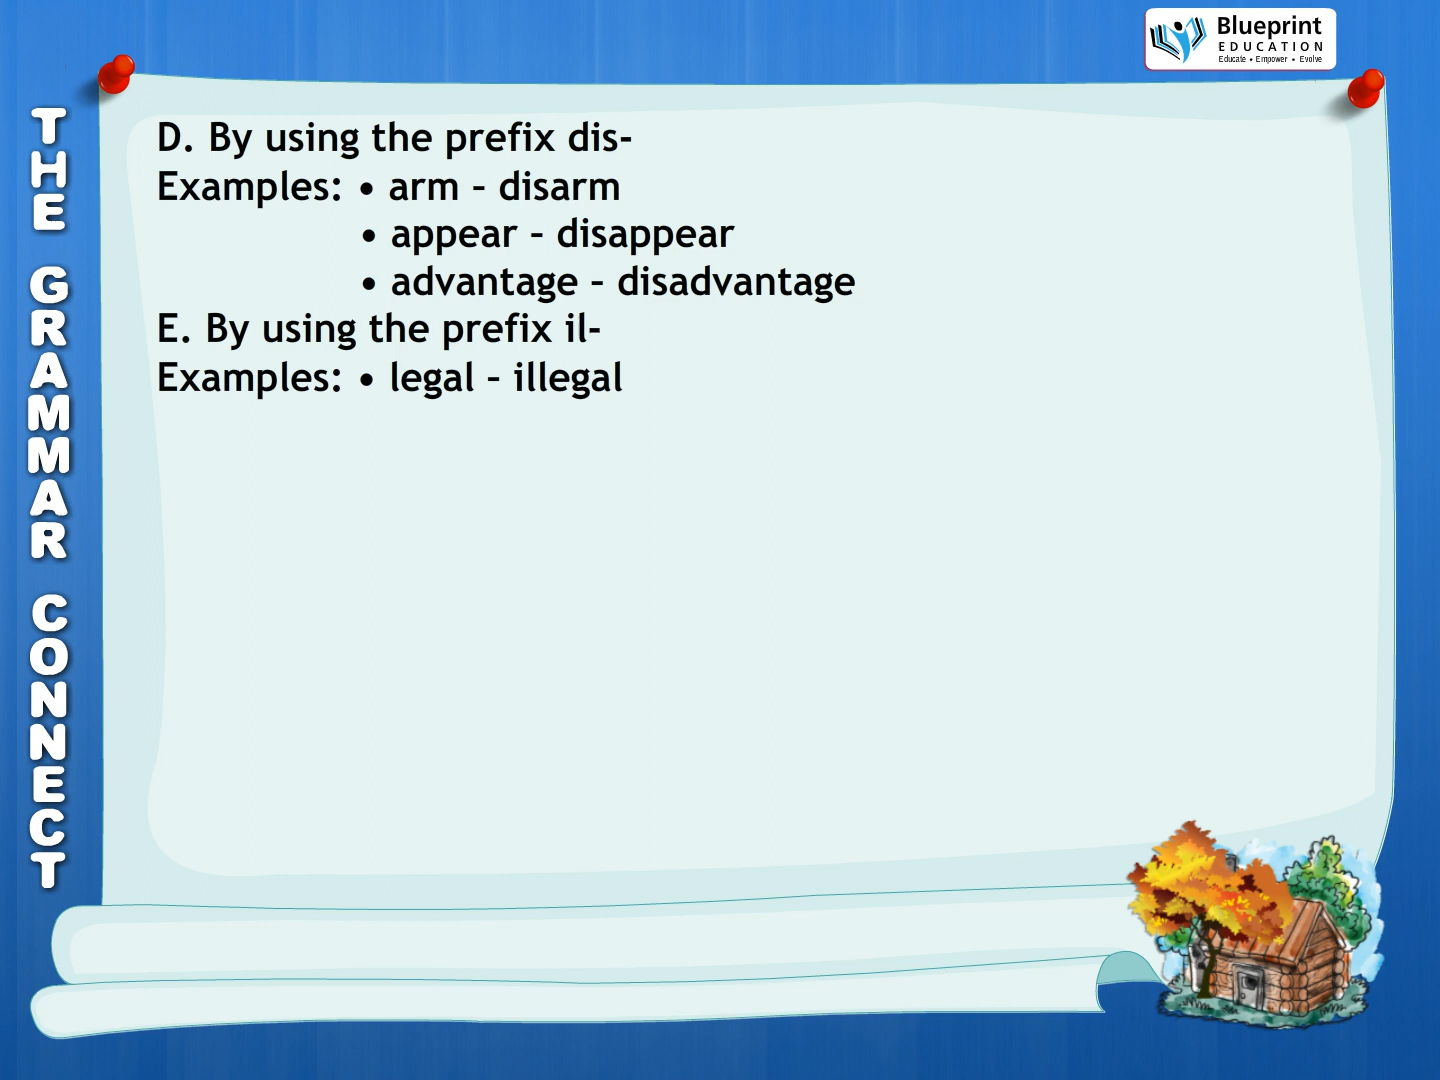 Blueprint
EDUCATION
Educate • Empower • Evolve
THE GRAMMAR CONNECT
D. By using the prefix dis-
Examples: • arm – disarm
• appear – disappear
• advantage – disadvantage
E. By using the prefix il-
Examples: • legal – illegal